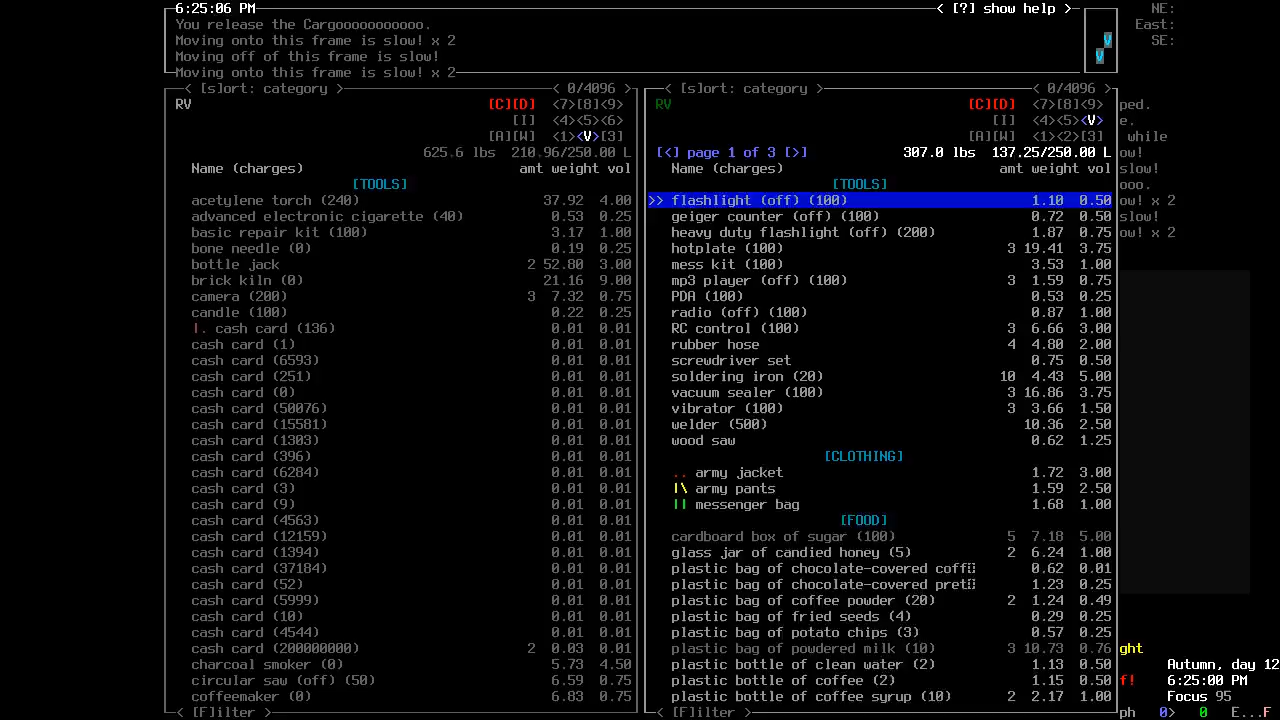 6:25:06 PM < [?] show help > NE:
You release the Cargooooooooooo. East:
Moving onto this frame is slow! x 2 V SE:
Moving off of this frame is slow! V
Moving onto this frame is slow! x 2
< [s]ort: category > < 0/4096 > < [s]ort: category > < 0/4096 >
RV [C][D] <7>[8]<9> RV [C][D] <7>[8]<9> ped.
[I] <4><5><6> [I] <4><5><V> e.
[A][W] <1><V>[3] [A][W] <1><2>[3] while
625.6 lbs 210.96/250.00 L [<] page 1 of 3 [>] 307.0 lbs 137.25/250.00 L ow!
Name (charges) amt weight vol Name (charges) amt weight vol slow!
[TOOLS] [TOOLS] ooo.
acetylene torch (240) 37.92 4.00 >> flashlight (off) (100) 1.10 0.50 ow! x 2
advanced electronic cigarette (40) 0.53 0.25 geiger counter (off) (100) 0.72 0.50 slow!
basic repair kit (100) 3.17 1.00 heavy duty flashlight (off) (200) 1.87 0.75 ow! x 2
bone needle (0) 0.19 0.25 hotplate (100) 3 19.41 3.75
bottle jack 2 52.80 3.00 mess kit (100) 3.53 1.00
brick kiln (0) 21.16 9.00 mp3 player (off) (100) 3 1.59 0.75
camera (200) 3 7.32 0.75 PDA (100) 0.53 0.25
candle (100) 0.22 0.25 radio (off) (100) 0.87 1.00
|. cash card (136) 0.01 0.01 RC control (100) 3 6.66 3.00
cash card (1) 0.01 0.01 rubber hose 4 4.80 2.00
cash card (6593) 0.01 0.01 screwdriver set 0.75 0.50
cash card (251) 0.01 0.01 soldering iron (20) 10 4.43 5.00
cash card (0) 0.01 0.01 vacuum sealer (100) 3 16.86 3.75
cash card (50076) 0.01 0.01 vibrator (100) 3 3.66 1.50
cash card (15581) 0.01 0.01 welder (500) 10.36 2.50
cash card (1303) 0.01 0.01 wood saw 0.62 1.25
cash card (396) 0.01 0.01 [CLOTHING]
cash card (6284) 0.01 0.01 .. army jacket 1.72 3.00
cash card (3) 0.01 0.01 |\ army pants 1.59 2.50
cash card (9) 0.01 0.01 || messenger bag 1.68 1.00
cash card (4563) 0.01 0.01 [FOOD]
cash card (12159) 0.01 0.01 cardboard box of sugar (100) 5 7.18 5.00
cash card (1394) 0.01 0.01 glass jar of candied honey (5) 2 6.24 1.00
cash card (37184) 0.01 0.01 plastic bag of chocolate-covered coff 0.62 0.01
cash card (52) 0.01 0.01 plastic bag of chocolate-covered pret 1.23 0.25
cash card (5999) 0.01 0.01 plastic bag of coffee powder (20) 2 1.24 0.49
cash card (10) 0.01 0.01 plastic bag of fried seeds (4) 0.29 0.25
cash card (4544) 0.01 0.01 plastic bag of potato chips (3) 0.57 0.25
cash card (200000000) 2 0.03 0.01 plastic bag of powdered milk (10) 3 10.73 0.76 ght
charcoal smoker (0) 5.73 4.50 plastic bottle of clean water (2) 1.13 0.50 Autumn, day 12
circular saw (off) (50) 6.59 0.75 plastic bottle of coffee (2) 1.15 0.50 f! 6:25:00 PM
coffeemaker (0) 6.83 0.75 plastic bottle of coffee syrup (10) 2 2.17 1.00 Focus 95
< [F]ilter > < [F]ilter > ph 0> 0 E...F